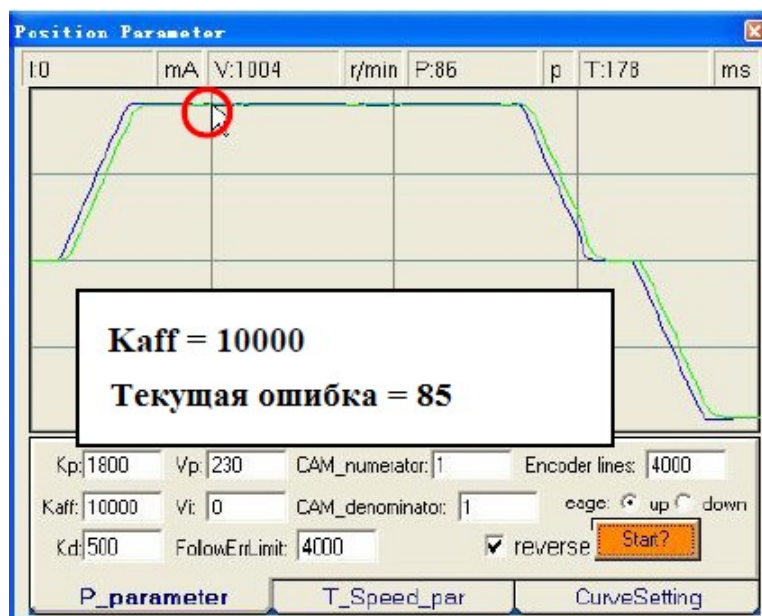 Position Parameter
I:0 mA V:1004 r/min P:86 p T:178 ms
Kaff = 10000
Текущая ошибка = 85
Kp: 1800 Vp: 230 CAM_numerator: 1 Encoder lines: 4000
Kaff: 10000 Vi: 0 CAM_denominator: 1 eage: up down
Kd: 500 FolowErrLimit: 4000 reverse Start?
P_parameter T_Speed_par CurveSetting